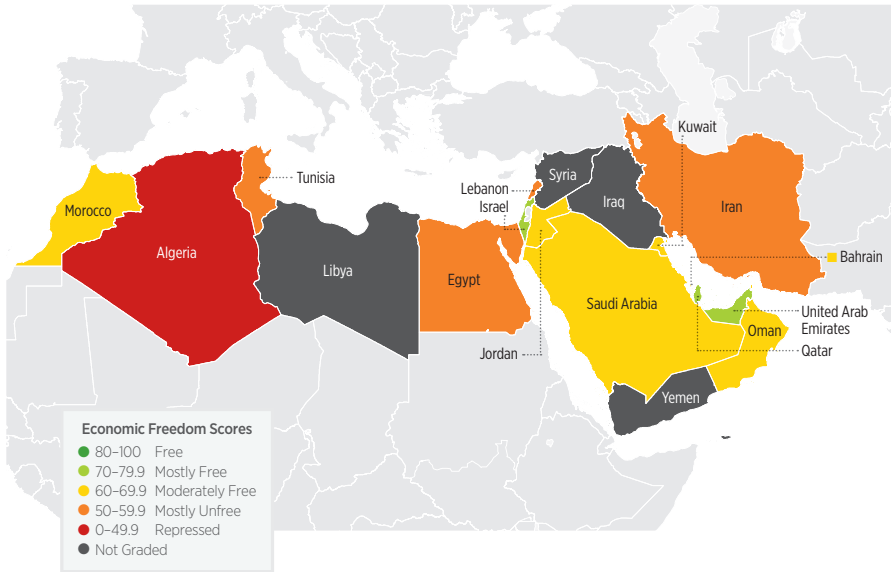 Kuwait
Tunisia
Syria
Lebanon
Israel
Iraq
Iran
Morocco
Algeria
Libya
Egypt
Bahrain
Saudi Arabia
United Arab
Emirates
Oman
Jordan
Qatar
Yemen
Economic Freedom Scores
80–100 Free
70–79.9 Mostly Free
60–69.9 Moderately Free
50–59.9 Mostly Unfree
0–49.9 Repressed
Not Graded